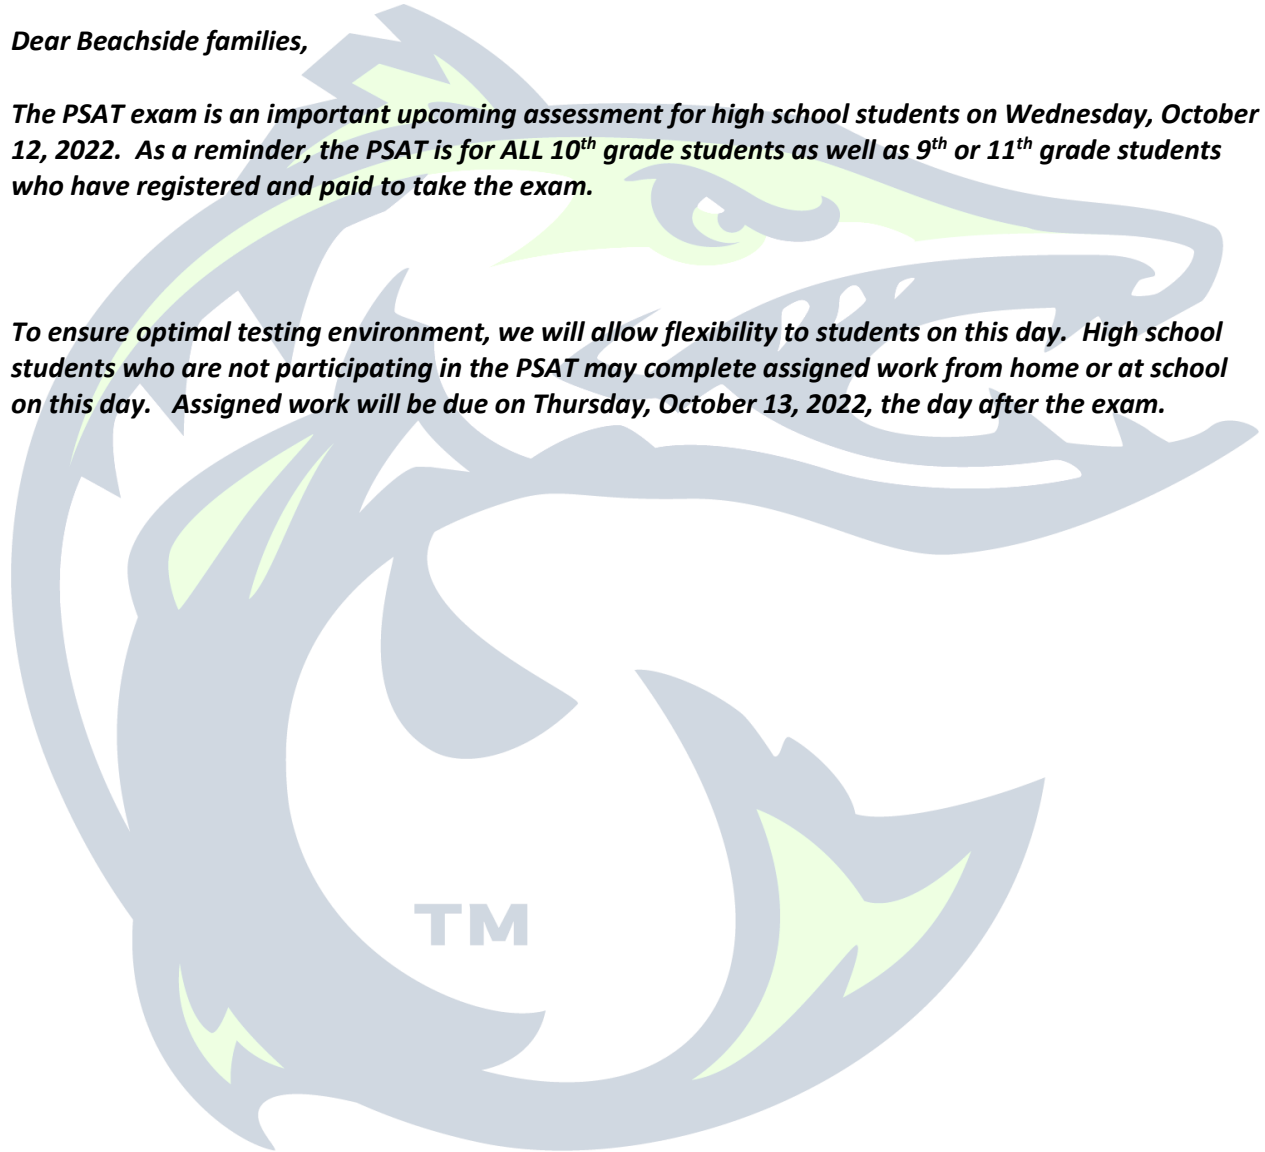 Dear Beachside families,
The PSAT exam is an important upcoming assessment for high school students on Wednesday, October
12, 2022.  As a reminder, the PSAT is for ALL 10th grade students as well as 9th or 11th grade students
who have registered and paid to take the exam.
To ensure optimal testing environment, we will allow flexibility to students on this day.  High school
students who are not participating in the PSAT may complete assigned work from home or at school
on this day.   Assigned work will be due on Thursday, October 13, 2022, the day after the exam.
TM